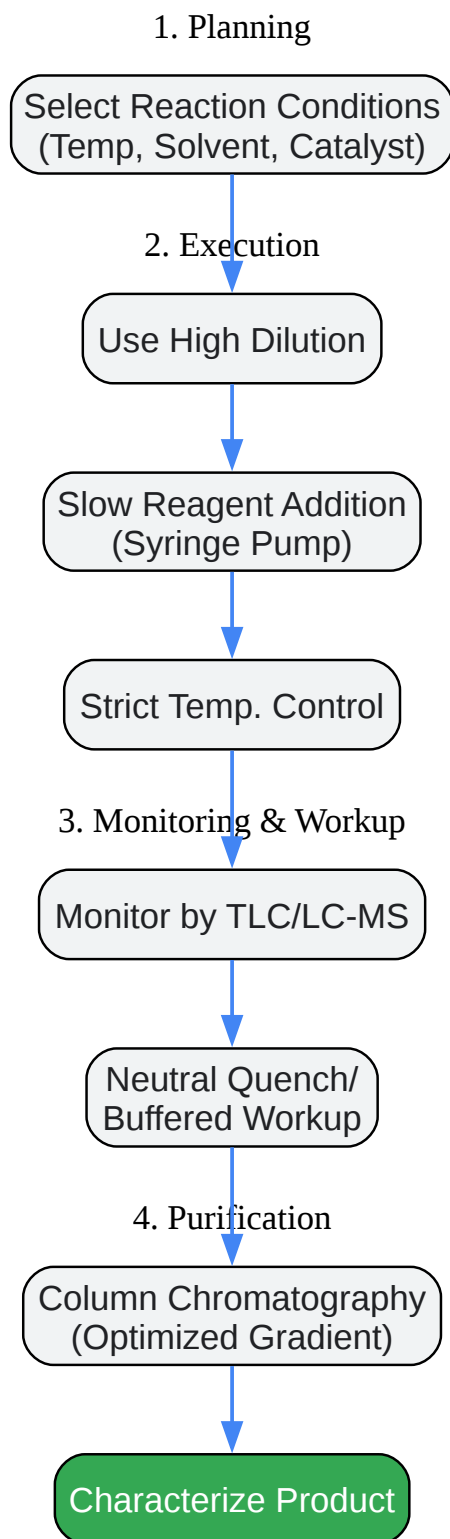 1. Planning
Select Reaction Conditions
(Temp, Solvent, Catalyst)
2. Execution
Use High Dilution
Slow Reagent Addition
(Syringe Pump)
Strict Temp. Control
3. Monitoring & Workup
Monitor by TLC/LC-MS
Neutral Quench/
Buffered Workup
4. Purification
Column Chromatography
(Optimized Gradient)
Characterize Product